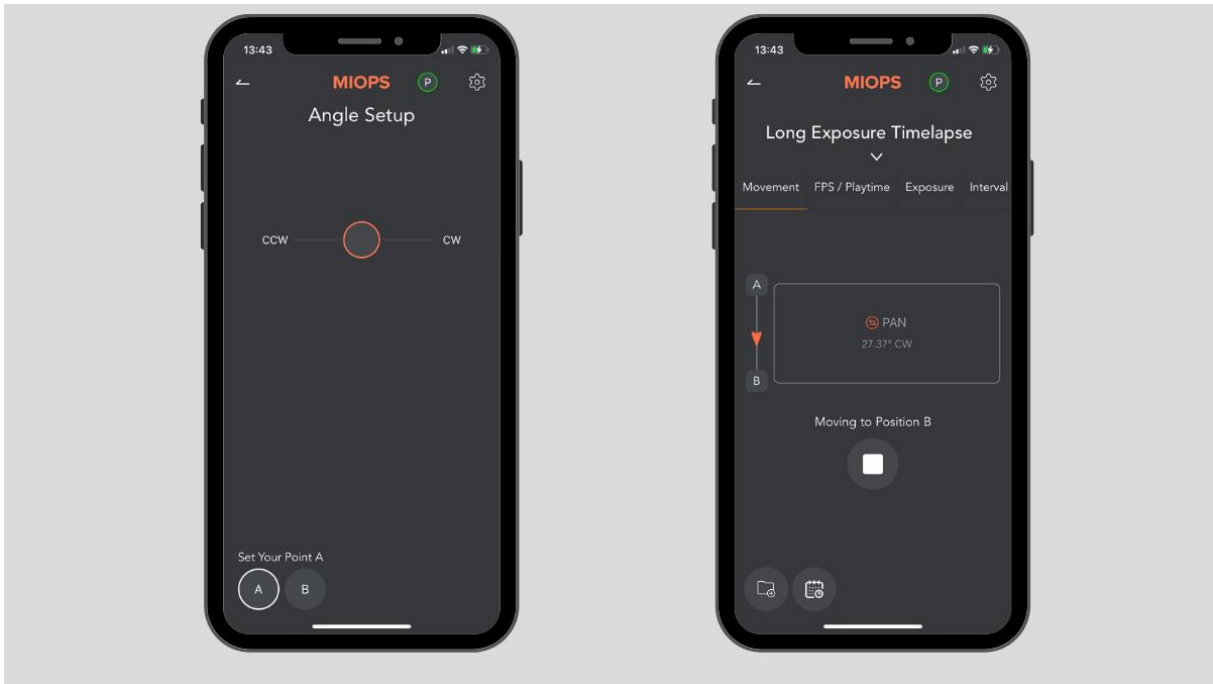 13:43
MIOPS P
Angle Setup
CCW CW
Set Your Point A
A B
13:43
MIOPS P
Long Exposure Timelapse
Movement FPS / Playtime Exposure Interval
A
PAN
27.37° CW
B
Moving to Position B